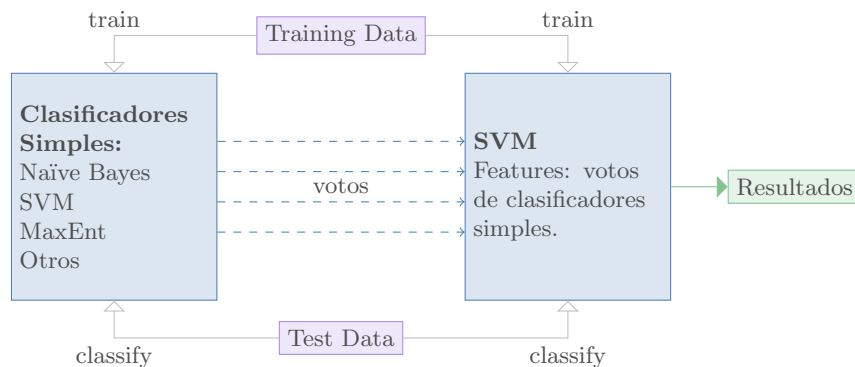 train
Training Data
train
Clasificadores
Simples:
Naïve Bayes
SVM
MaxEnt
Otros
votos
SVM
Features: votos
de clasificadores
simples.
Resultados
Test Data
classify
classify